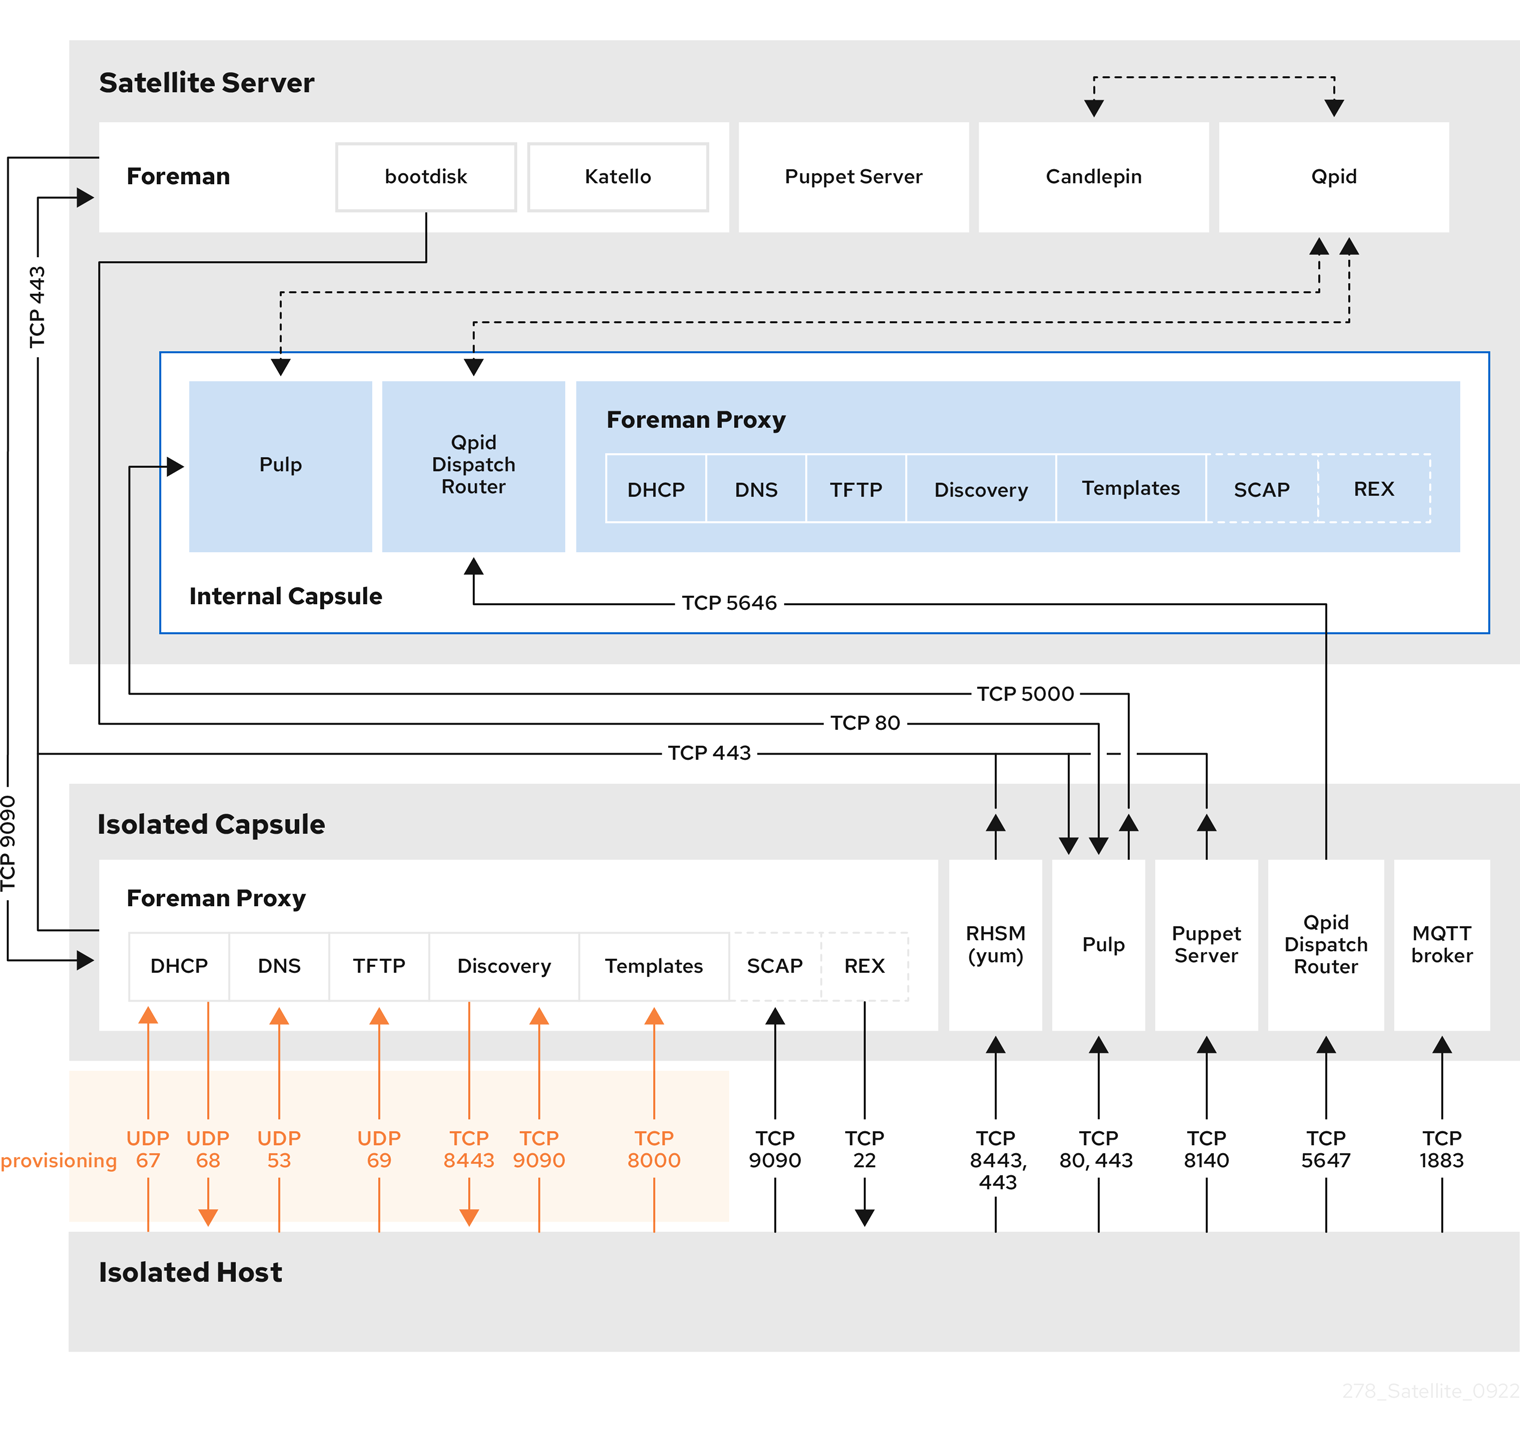 Satellite Server
Foreman
bootdisk
Katello
Puppet Server
Candlepin
Qpid
TCP 443
Pulp
Qpid
Dispatch
Router
Foreman Proxy
DHCP
DNS
TFTP
Discovery
Templates
SCAP
REX
Internal Capsule
TCP 5646
TCP 5000
TCP 80
TCP 443
TCP 9090
Isolated Capsule
Foreman Proxy
DHCP
DNS
TFTP
Discovery
Templates
SCAP
REX
RHSM
(yum)
Pulp
Puppet
Server
Qpid
Dispatch
Router
MQTT
broker
provisioning
UDP
67
UDP
68
UDP
53
UDP
69
TCP
8443
TCP
9090
TCP
8000
TCP
9090
TCP
22
TCP
8443,
443
TCP
80, 443
TCP
8140
TCP
5647
TCP
1883
Isolated Host
278_Satellite_0922